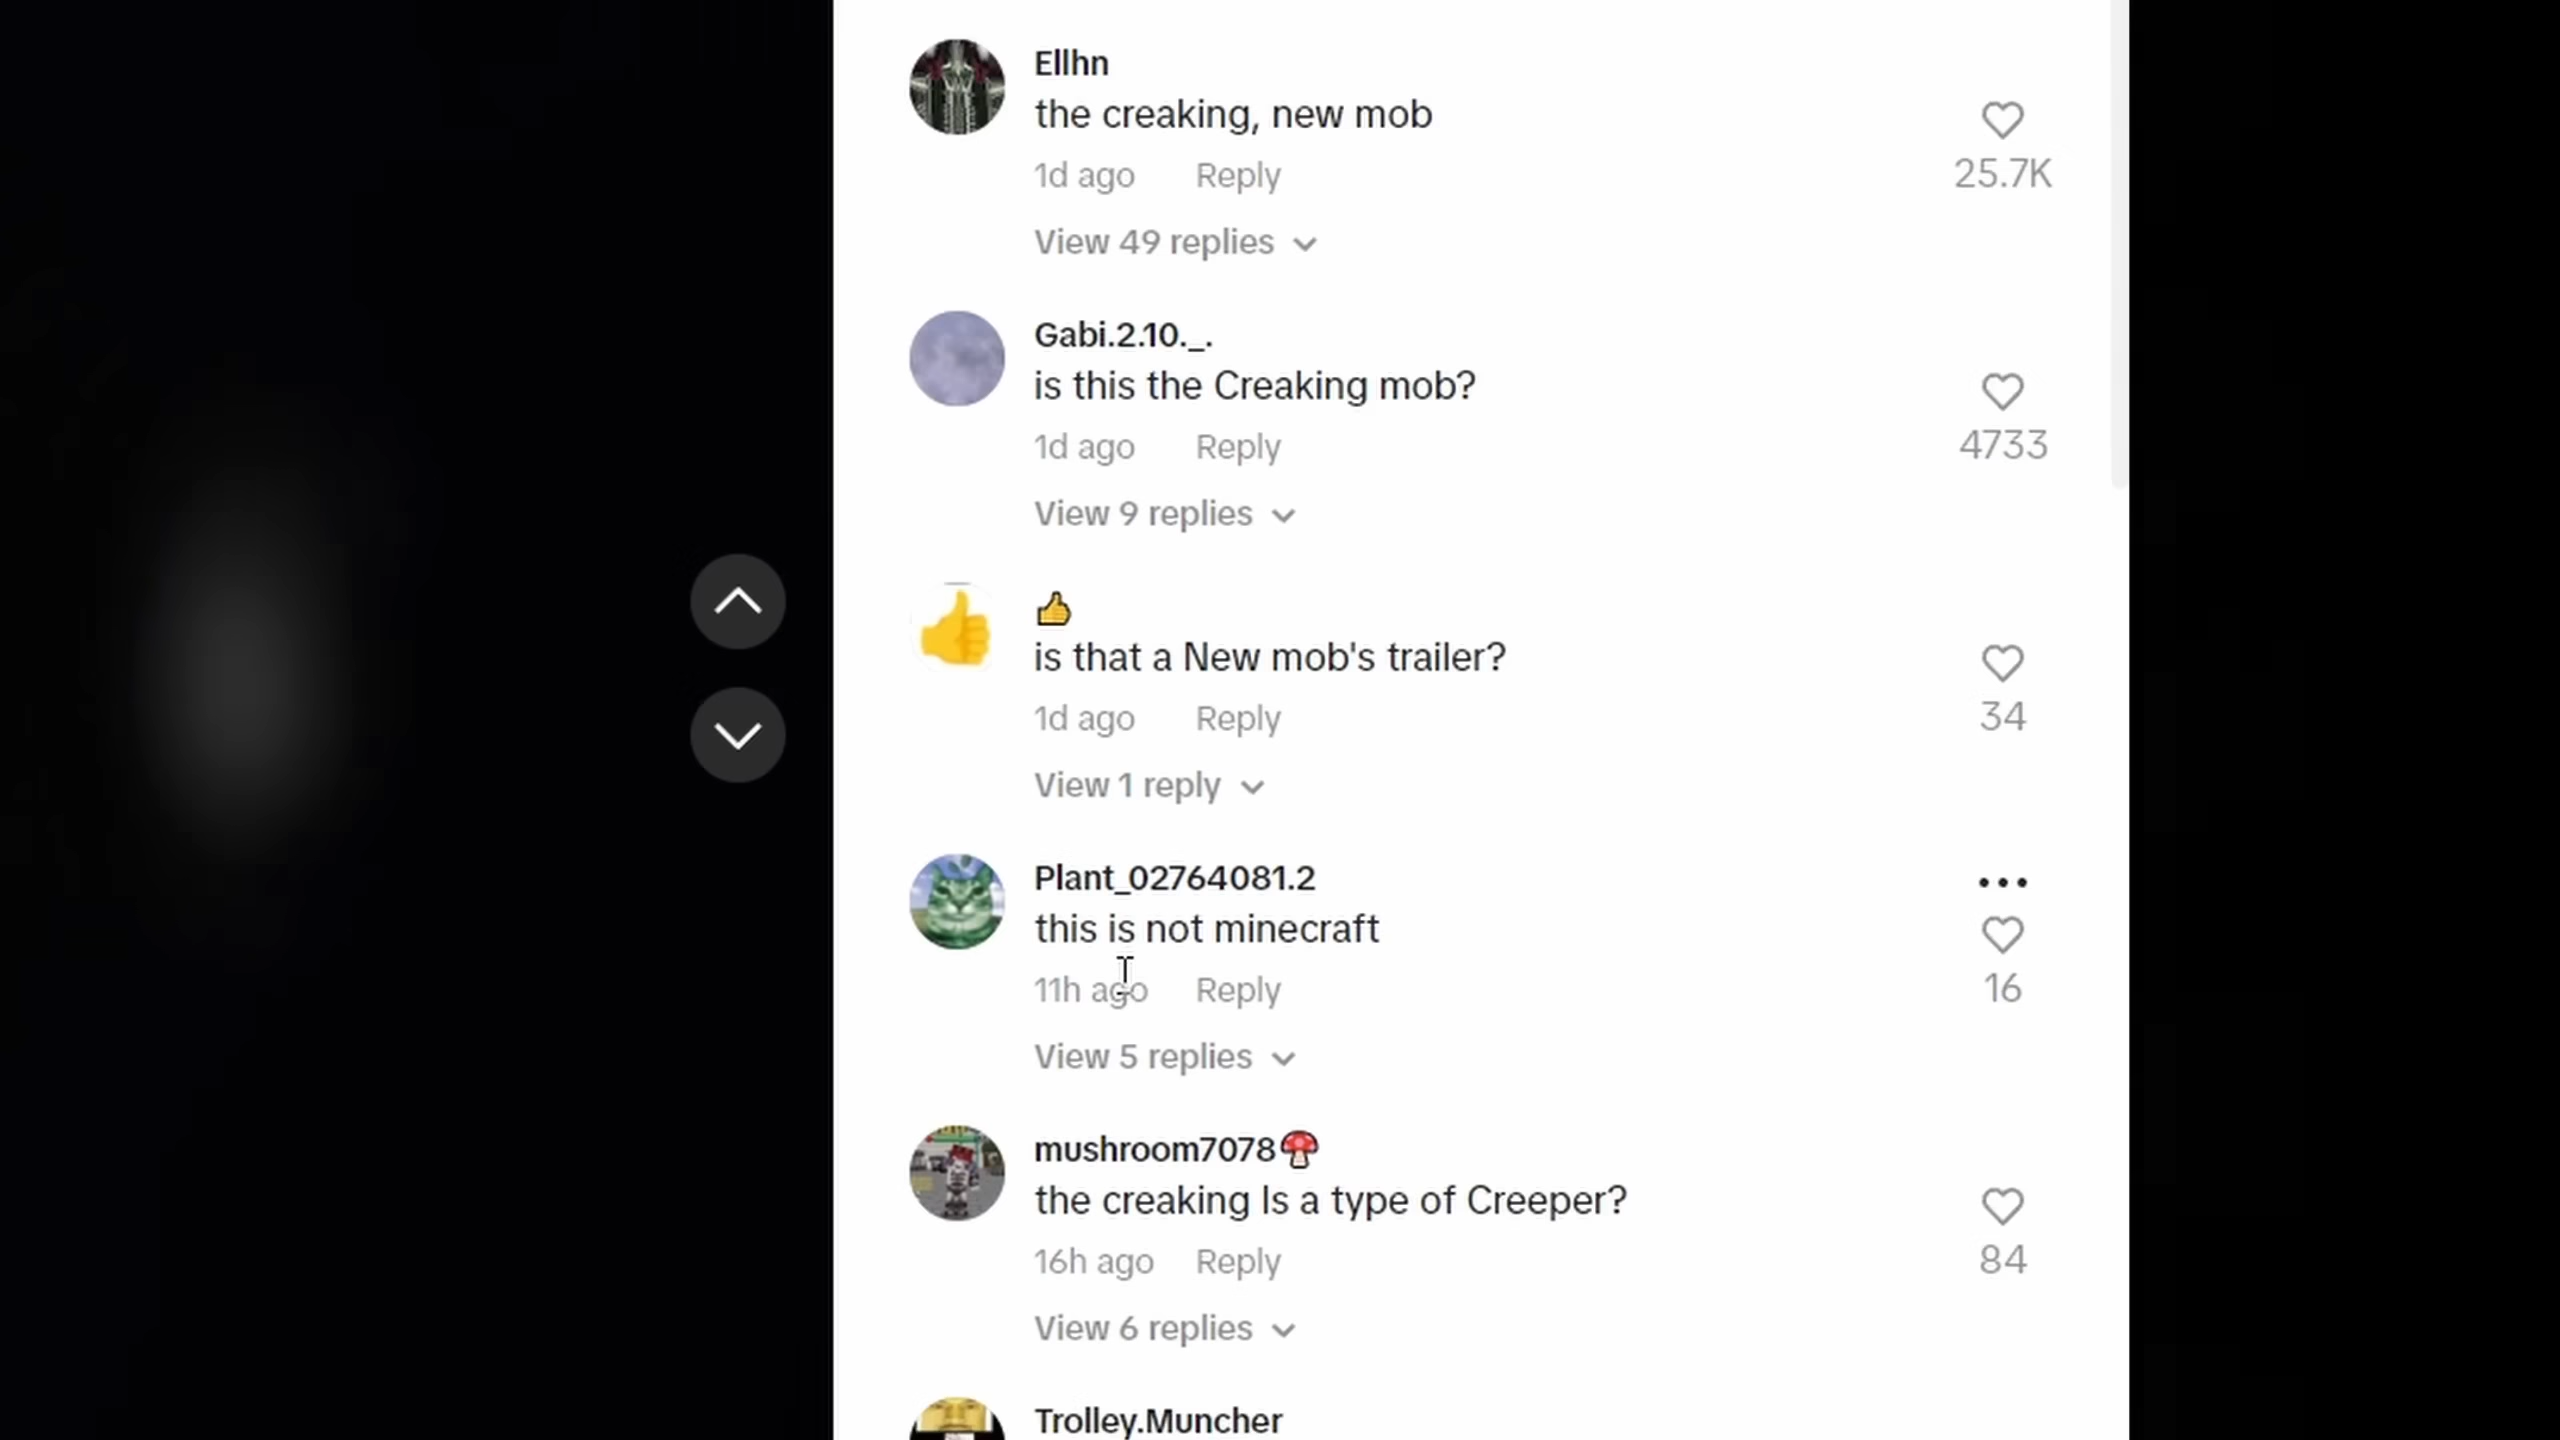 Ellhn
the creaking, new mob
1d ago Reply
25.7K
View 49 replies
Gabi.2.10._.
is this the Creaking mob?
1d ago Reply
4733
View 9 replies
👍
is that a New mob's trailer?
1d ago Reply
34
View 1 reply
Plant_02764081.2
this is not minecraft
11h ago Reply
16
View 5 replies
mushroom7078🍄
the creaking Is a type of Creeper?
16h ago Reply
84
View 6 replies
Trolley.Muncher